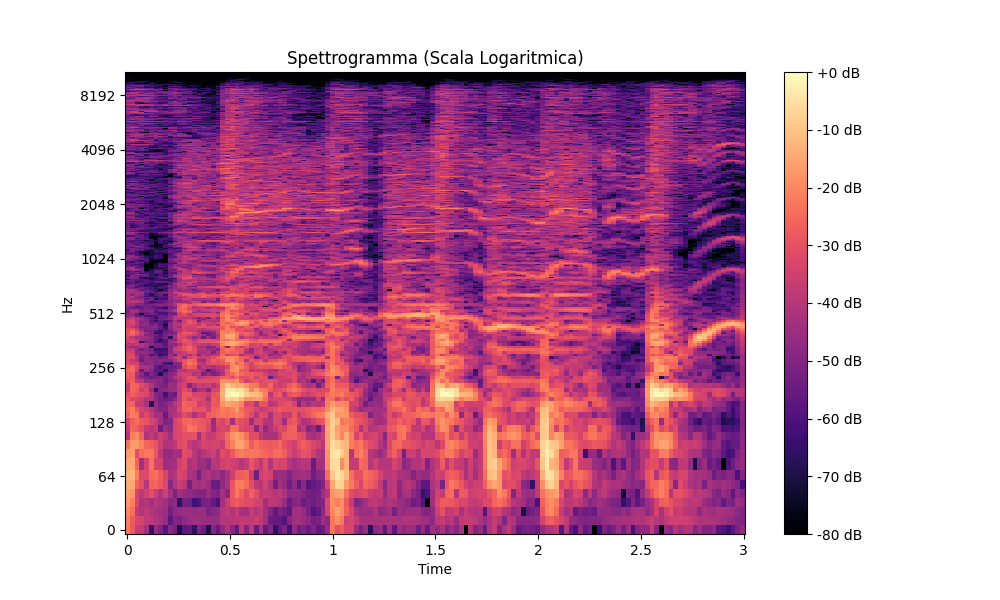 Spettrogramma (Scala Logaritmica)
Hz
8192
4096
2048
1024
512
256
128
64
0
0 0.5 1 1.5 2 2.5 3
Time
+0 dB
-10 dB
-20 dB
-30 dB
-40 dB
-50 dB
-60 dB
-70 dB
-80 dB